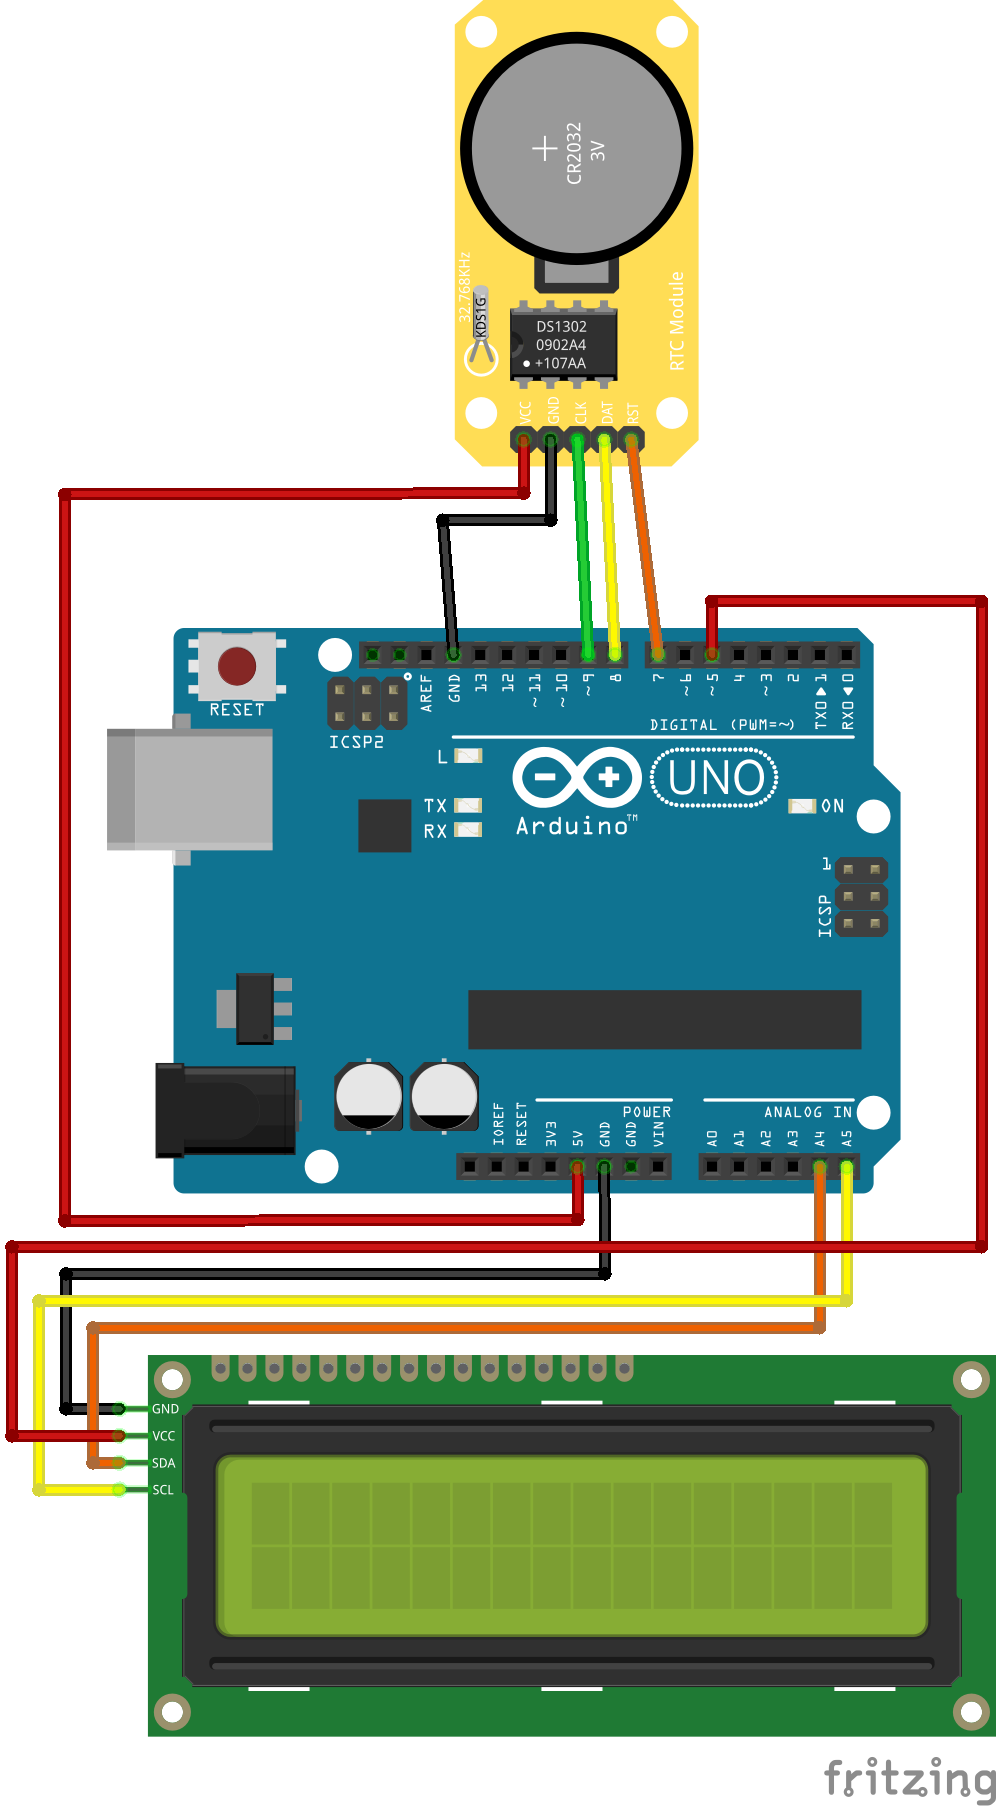 CR2032
3V
32.768KHz
KDS1G
DS1302
0902A4
+107AA
RTC Module
VCC
GND
CLK
DAT
RST
RESET
ICSP2
AREF
GND
13
12
~11
~10
~9
8
7
~6
~5
4
~3
2
TX0▶1
RX0◀0
DIGITAL (PWM=~)
L
TX
RX
UNO
Arduino™
ON
1
ICSP
IOREF
RESET
3V3
5V
GND
GND
VIN
POWER
A0
A1
A2
A3
A4
A5
ANALOG IN
GND
VCC
SDA
SCL
fritzing